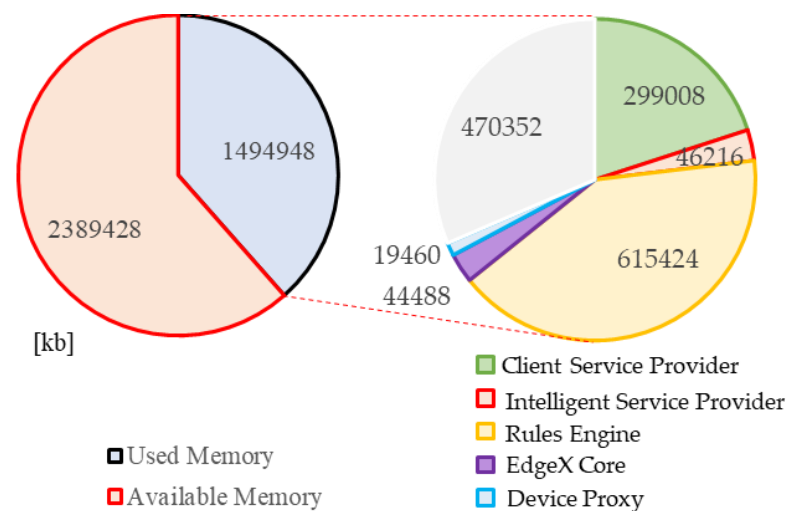 1494948
2389428
[kb]
Used Memory
Available Memory
299008
46216
615424
44488
19460
470352
Client Service Provider
Intelligent Service Provider
Rules Engine
EdgeX Core
Device Proxy